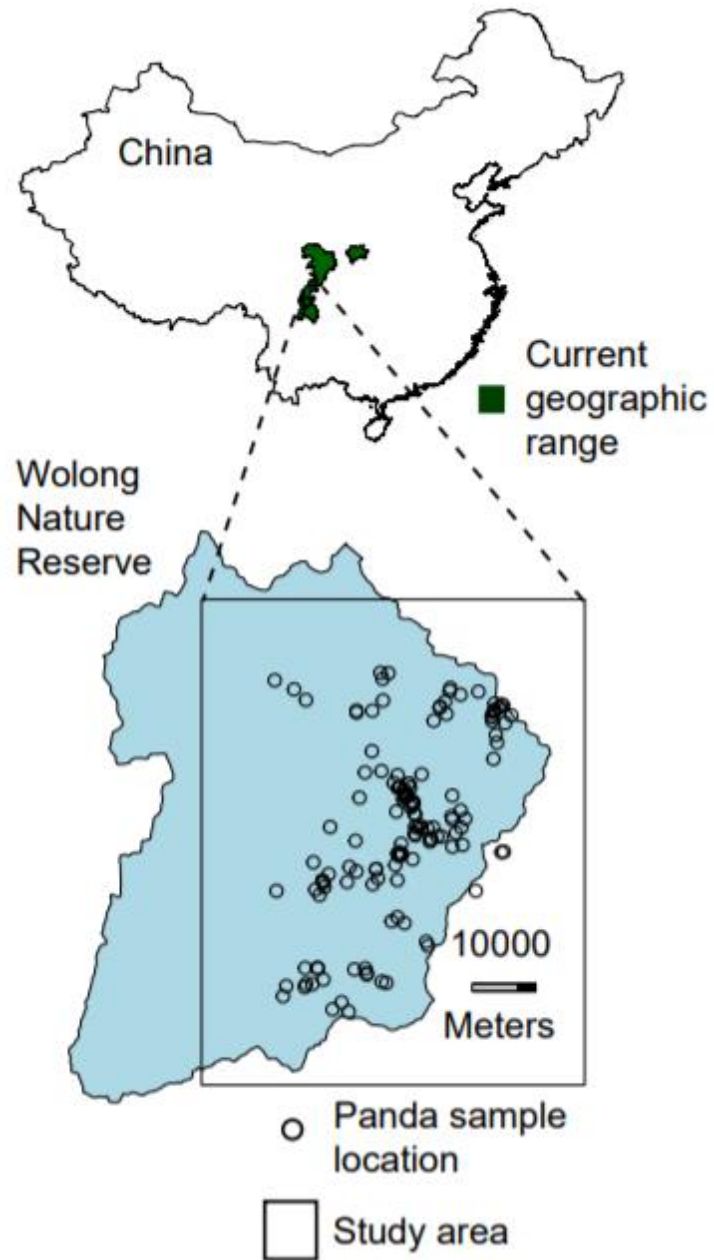 China
Current
geographic
range
Wolong
Nature
Reserve
10000
Meters
Panda sample
location
Study area